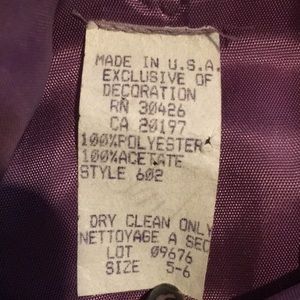 MADE IN U.S.A.
EXCLUSIVE OF
DECORATION
RN 30426
CA 20197
100%POLYESTER
100%ACETATE
STYLE 602
DRY CLEAN ONLY
NETTOYAGE A SEC
LOT 09676
SIZE 5-6